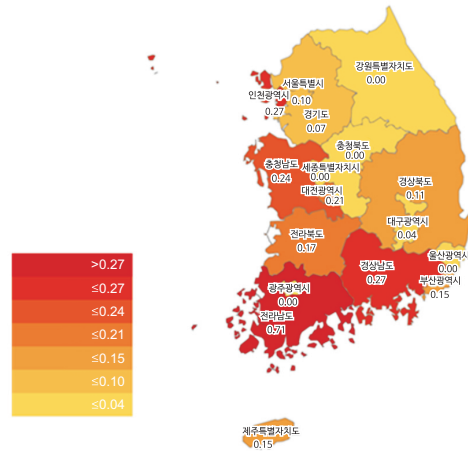 강원특별자치도
0.00
서울특별시
0.10
인천광역시
0.27
경기도
0.07
충청북도
0.00
충청남도
0.24
세종특별자치시
0.00
대전광역시
0.21
경상북도
0.11
대구광역시
0.04
전라북도
0.17
울산광역시
0.00
경상남도
0.27
부산광역시
0.15
광주광역시
0.00
전라남도
0.71
제주특별자치도
0.15
>0.27
≤0.27
≤0.24
≤0.21
≤0.15
≤0.10
≤0.04